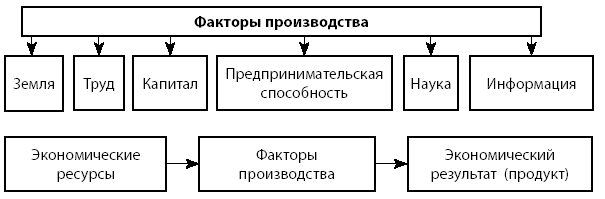 Факторы производства
Земля
Труд
Капитал
Предпринимательская
способность
Наука
Информация
Экономические
ресурсы
Факторы
производства
Экономический
результат (продукт)